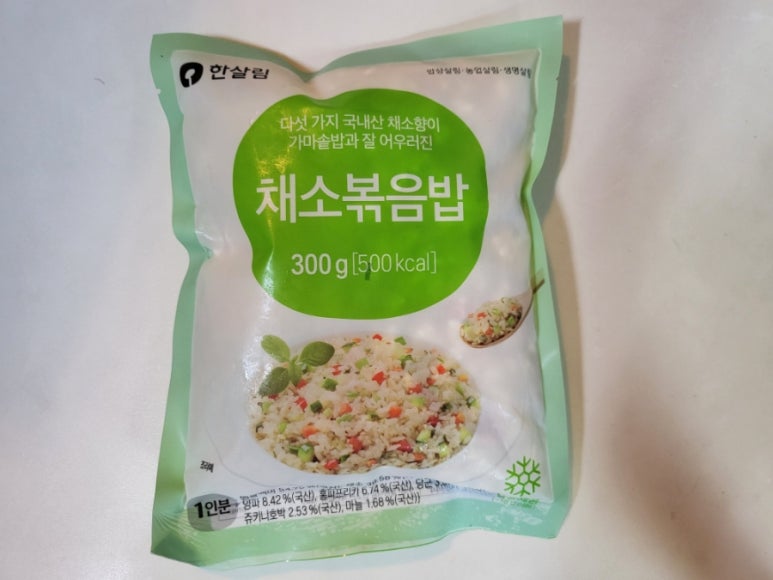 한살림
밥상살림·농업살림·생명살림
다섯 가지 국내산 채소향이
가마솥밥과 잘 어우러진
채소볶음밥
300 g [500 kcal]
1인분
양파 8.42 %(국산), 홍파프리카 6.74 %(국산), 당근
쥬키니호박 2.53 %(국산), 마늘 1.68 %(국산)}